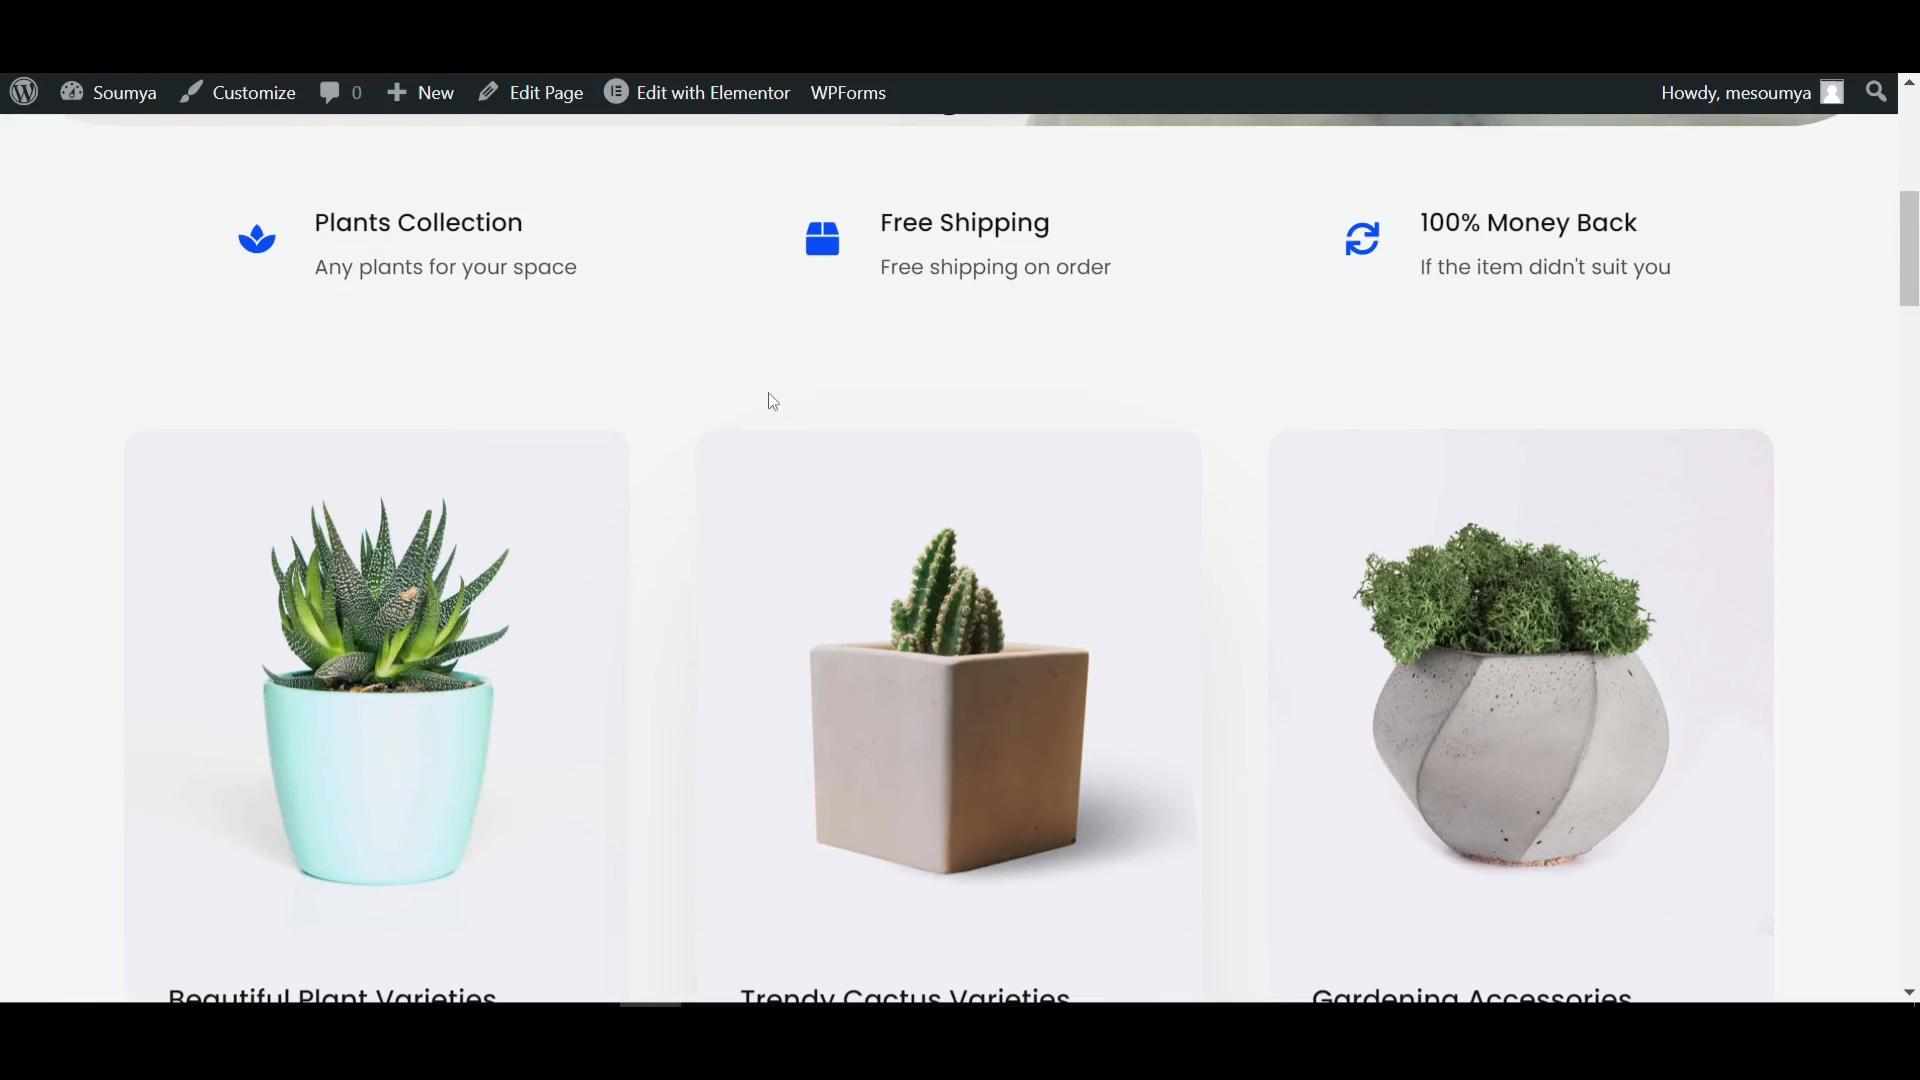 Soumya Customize 0 New Edit Page Edit with Elementor WPForms Howdy, mesoumya
Plants Collection
Any plants for your space
Free Shipping
Free shipping on order
100% Money Back
If the item didn't suit you
Beautiful Plant Varieties
Trendy Cactus Varieties
Gardening Accessories